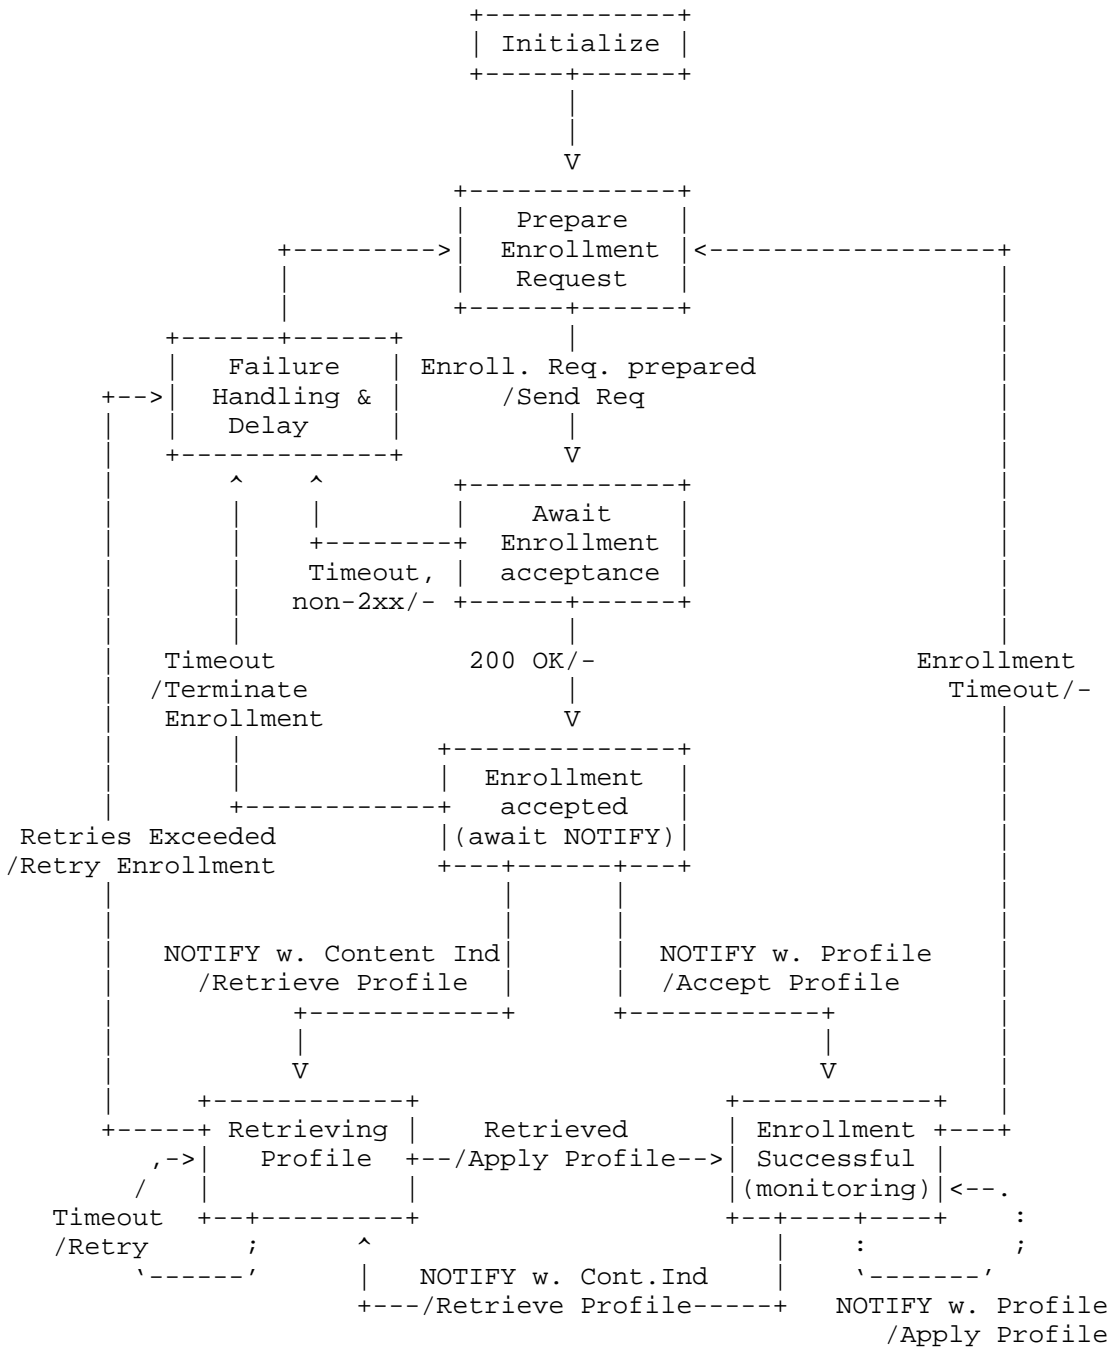 Initialize
Prepare
Enrollment
Request
Failure
Handling &
Delay
Enroll. Req. prepared
/Send Req
Await
Enrollment
acceptance
Timeout,
non-2xx/-
Timeout
/Terminate
Enrollment
200 OK/-
Enrollment
Timeout/-
Enrollment
accepted
(await NOTIFY)
Retries Exceeded
/Retry Enrollment
NOTIFY w. Content Ind
/Retrieve Profile
NOTIFY w. Profile
/Accept Profile
Retrieving
Profile
Retrieved
/Apply Profile
Enrollment
Successful
(monitoring)
Timeout
/Retry
NOTIFY w. Cont.Ind
/Retrieve Profile
NOTIFY w. Profile
/Apply Profile